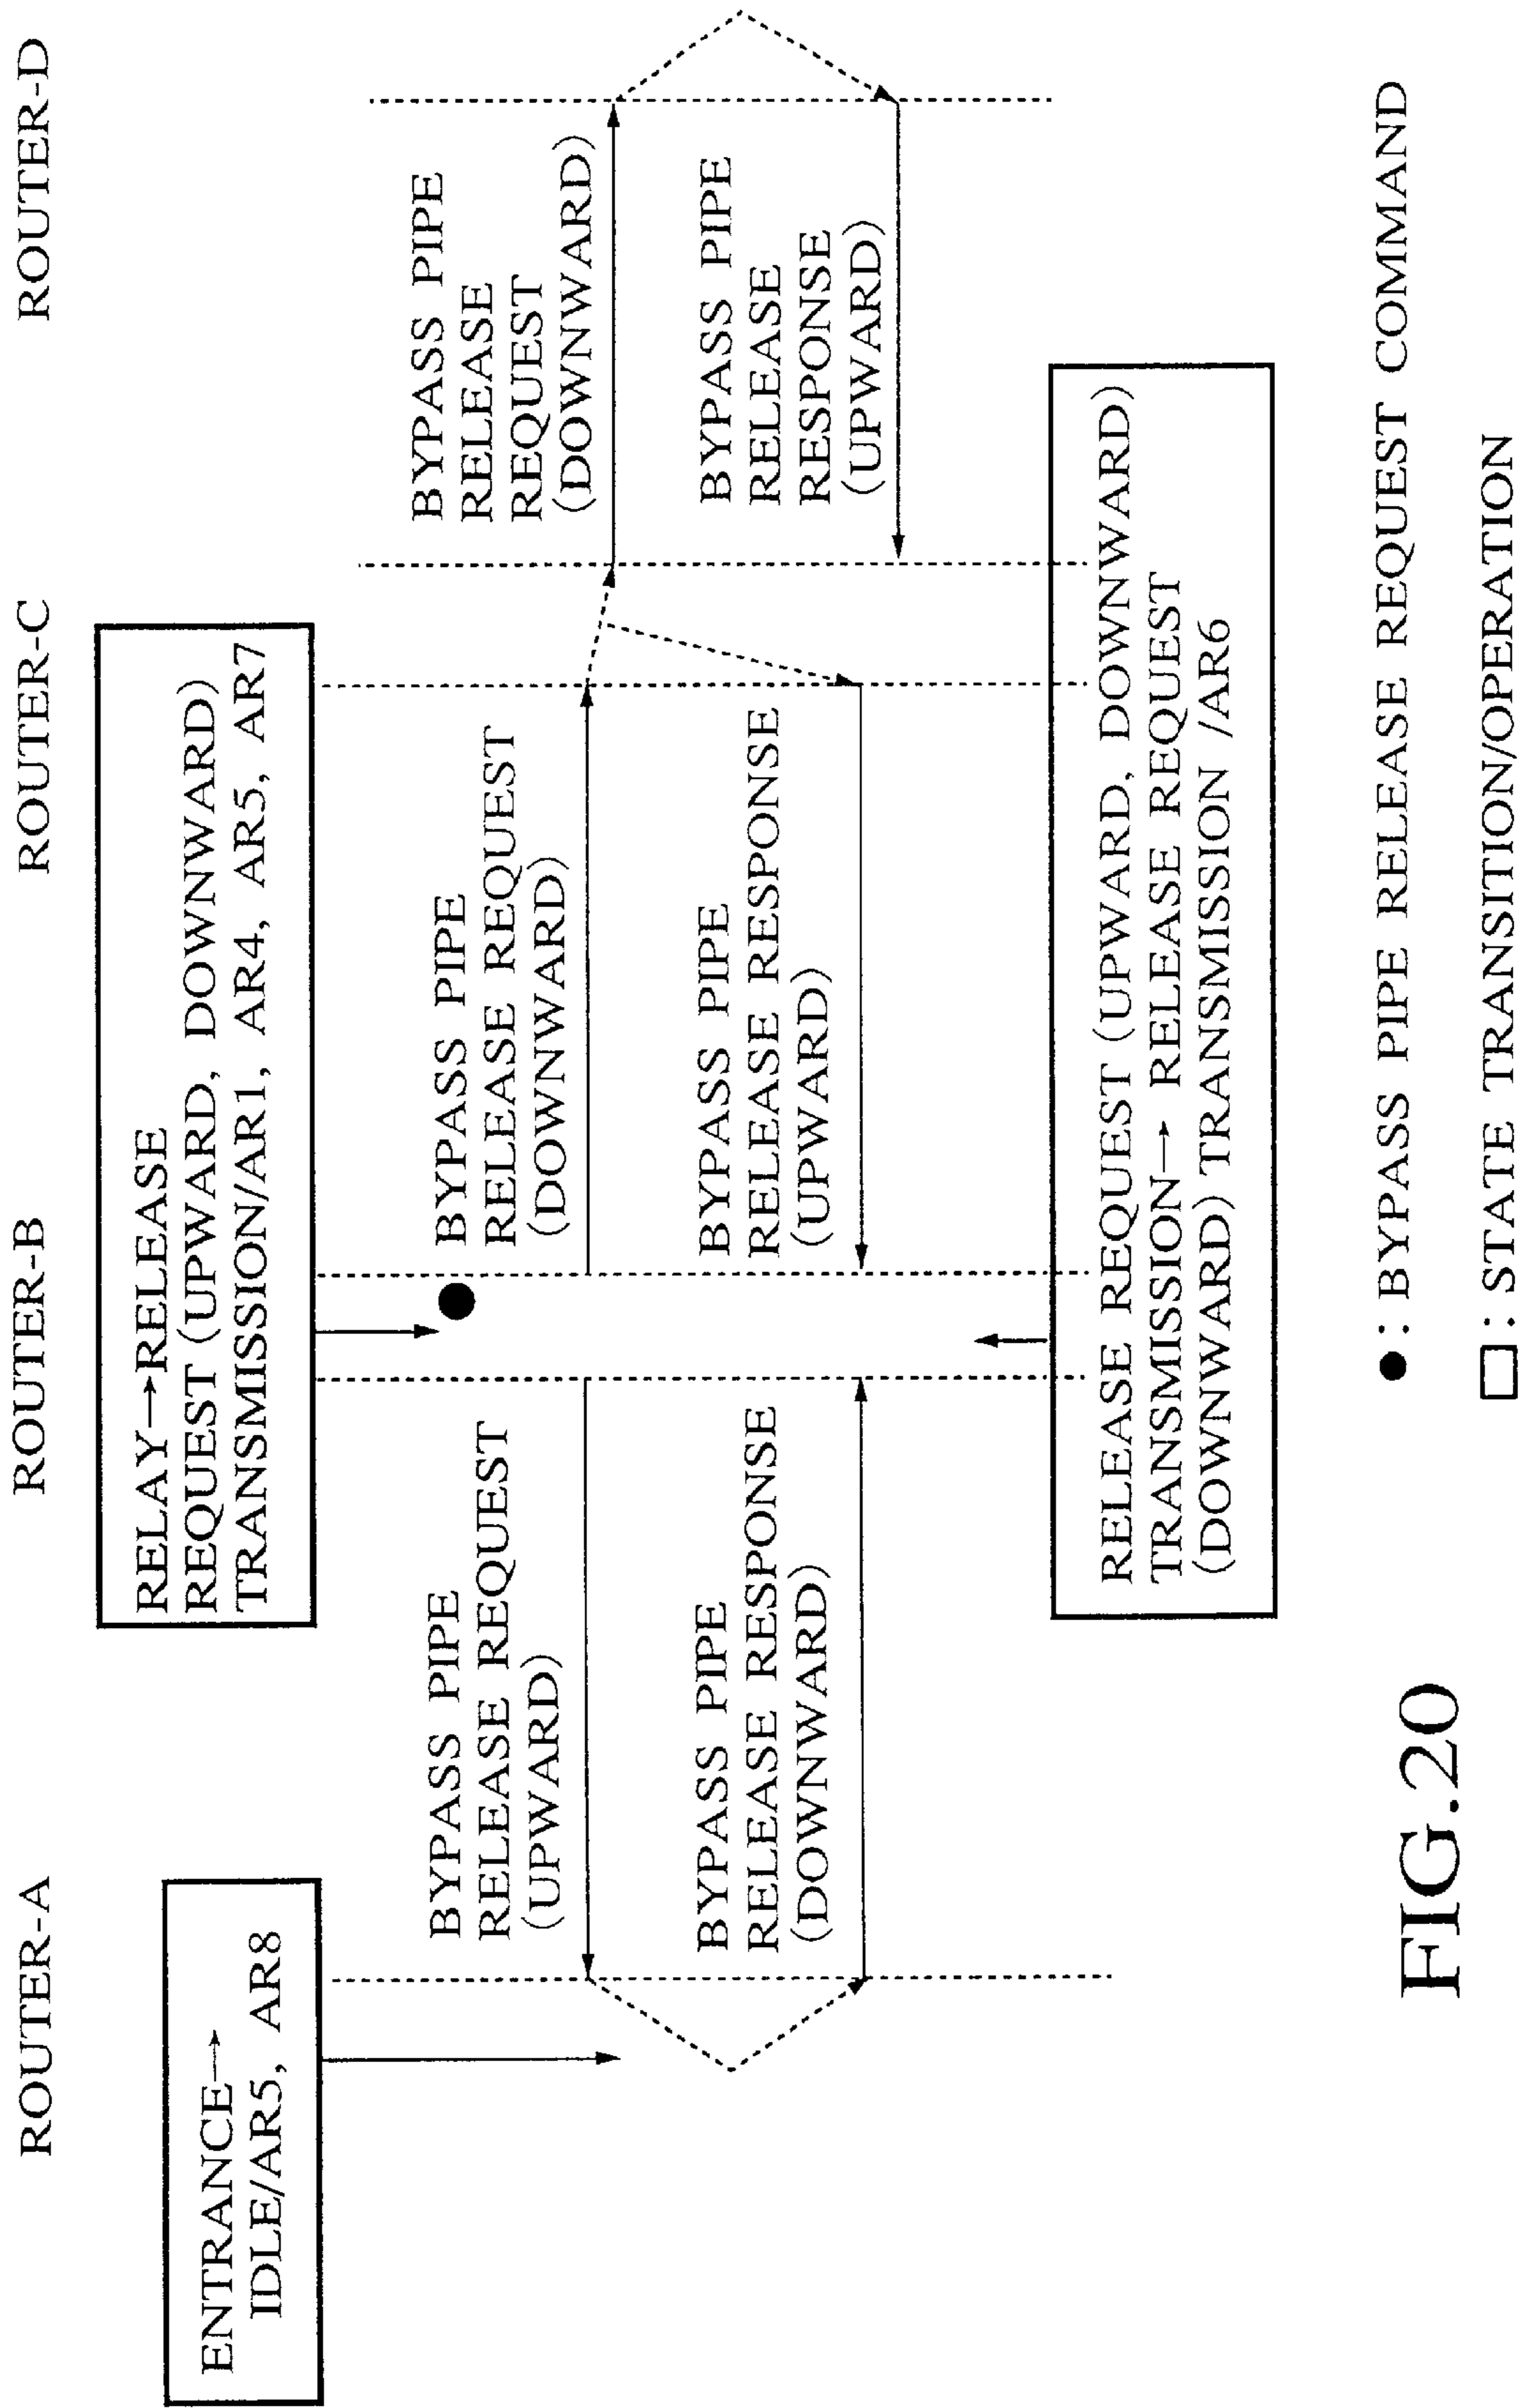 ROUTER-A
ROUTER-B
ROUTER-C
ROUTER-D
ENTRANCE→
IDLE/AR5, AR8
RELAY→RELEASE
REQUEST (UPWARD, DOWNWARD)
TRANSMISSION/AR1, AR4, AR5, AR7
BYPASS PIPE
RELEASE REQUEST
(UPWARD)
BYPASS PIPE
RELEASE REQUEST
(DOWNWARD)
BYPASS PIPE
RELEASE
REQUEST
(DOWNWARD)
BYPASS PIPE
RELEASE RESPONSE
(DOWNWARD)
BYPASS PIPE
RELEASE RESPONSE
(UPWARD)
BYPASS PIPE
RELEASE
RESPONSE
(UPWARD)
RELEASE REQUEST (UPWARD, DOWNWARD)
TRANSMISSION→ RELEASE REQUEST
(DOWNWARD) TRANSMISSION /AR6
● : BYPASS PIPE RELEASE REQUEST COMMAND
□ : STATE TRANSITION/OPERATION
FIG.20